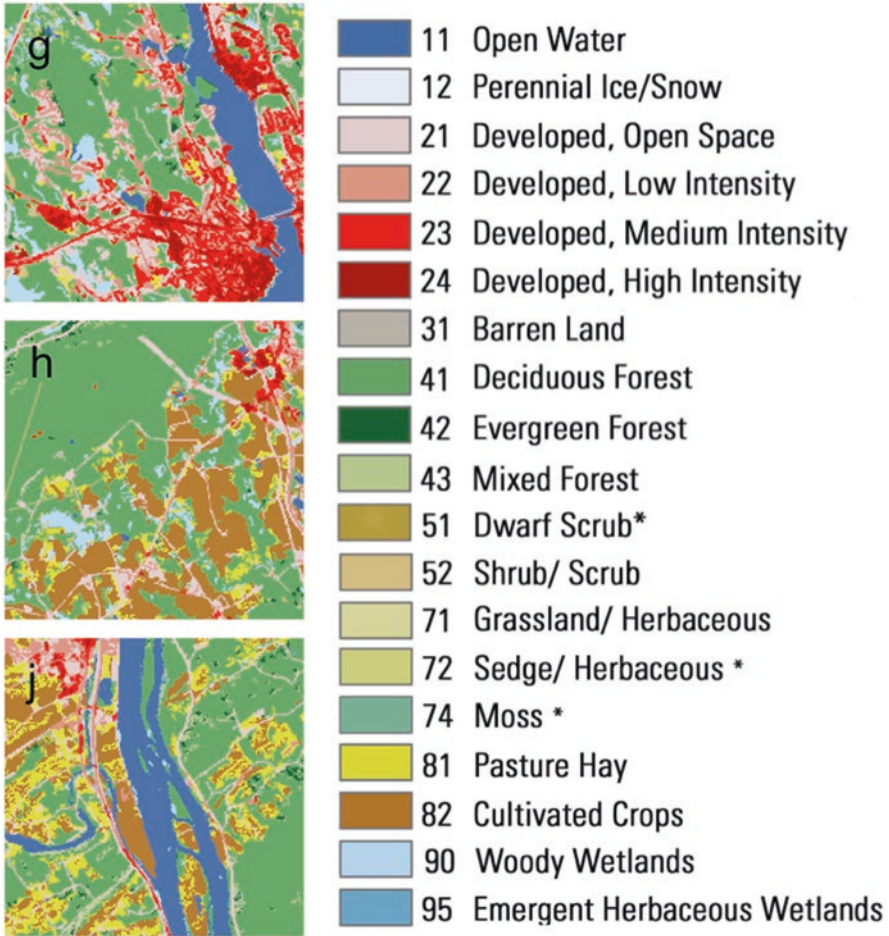 g
h
j
11 Open Water
12 Perennial Ice/Snow
21 Developed, Open Space
22 Developed, Low Intensity
23 Developed, Medium Intensity
24 Developed, High Intensity
31 Barren Land
41 Deciduous Forest
42 Evergreen Forest
43 Mixed Forest
51 Dwarf Scrub*
52 Shrub/ Scrub
71 Grassland/ Herbaceous
72 Sedge/ Herbaceous *
74 Moss *
81 Pasture Hay
82 Cultivated Crops
90 Woody Wetlands
95 Emergent Herbaceous Wetlands